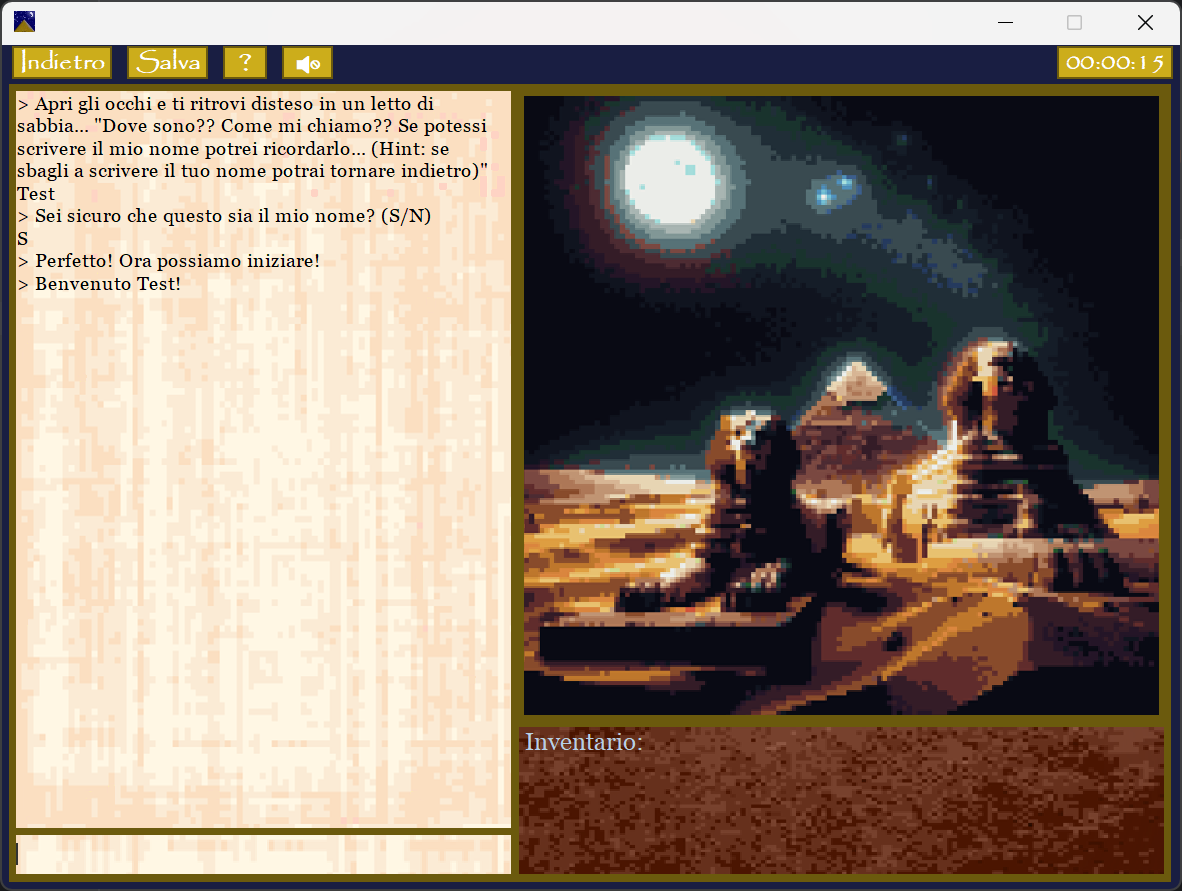 Indietro Salva ? 00:00:15
> Apri gli occhi e ti ritrovi disteso in un letto di
sabbia... "Dove sono?? Come mi chiamo?? Se potessi
scrivere il mio nome potrei ricordarlo... (Hint: se
sbagli a scrivere il tuo nome potrai tornare indietro)"
Test
> Sei sicuro che questo sia il mio nome? (S/N)
S
> Perfetto! Ora possiamo iniziare!
> Benvenuto Test!
Inventario: